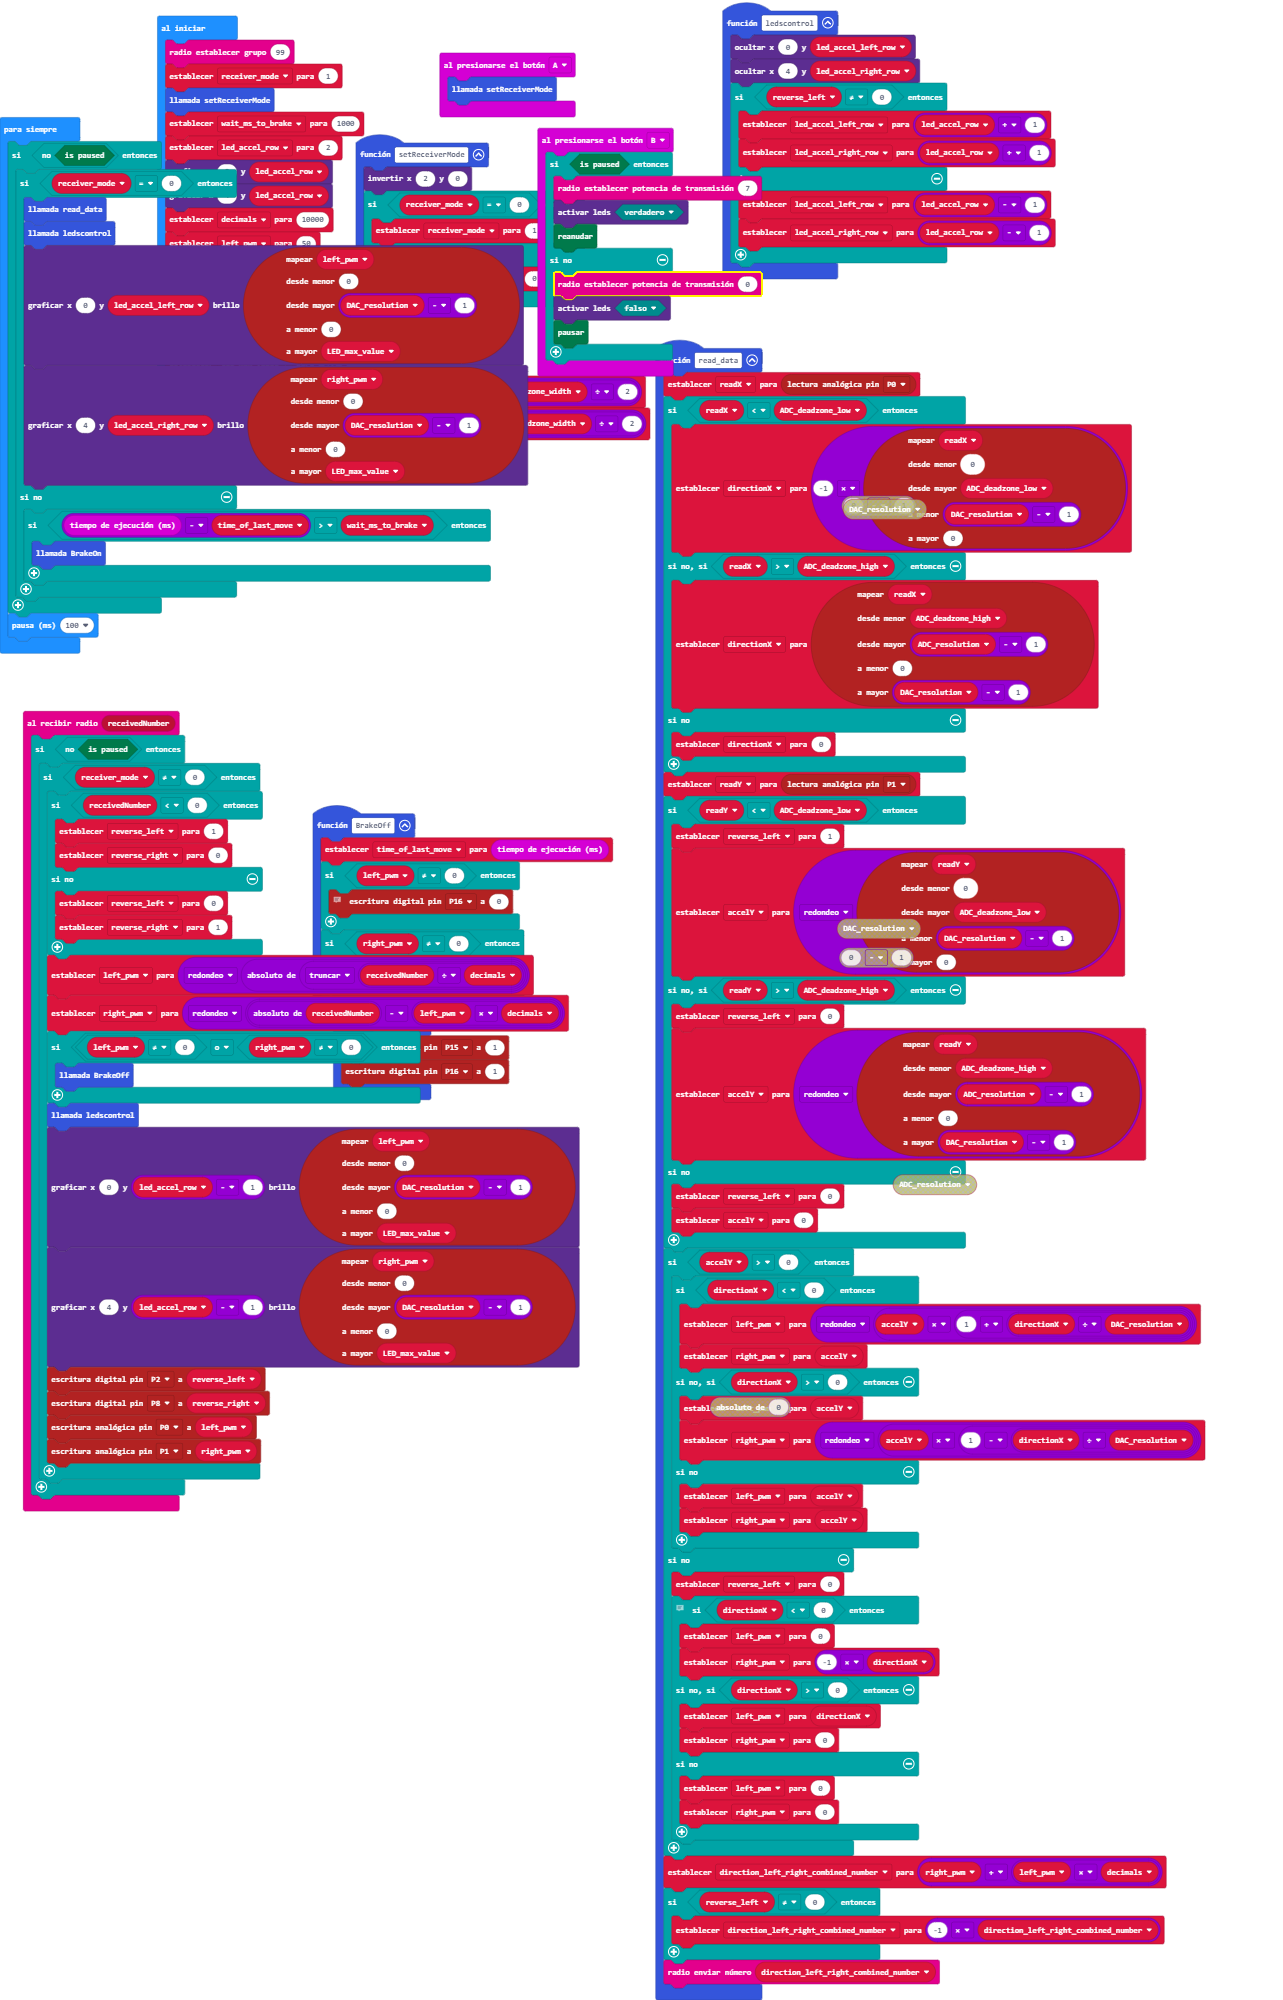 al iniciar
radio establecer grupo 99
establecer receiver_mode para 1
llamada setReceiverMode
establecer wait_ms_to_brake para 1000
establecer led_accel_row para 2
y led_accel_row
y led_accel_row
establecer decimals para 10000
establecer left_pwm para 50
al presionarse el botón A
llamada setReceiverMode
función setReceiverMode
invertir x 2 y 0
si receiver_mode = 0
establecer receiver_mode para 1
0
zone_width ÷ 2
dzone_width ÷ 2
al presionarse el botón B
si is paused entonces
radio establecer potencia de transmisión 7
activar leds verdadero
reanudar
si no
radio establecer potencia de transmisión 0
activar leds falso
pausar
función ledscontrol
ocultar x 0 y led_accel_left_row
ocultar x 4 y led_accel_right_row
si reverse_left ≠ 0 entonces
establecer led_accel_left_row para led_accel_row + 1
establecer led_accel_right_row para led_accel_row + 1
establecer led_accel_left_row para led_accel_row - 1
establecer led_accel_right_row para led_accel_row - 1
para siempre
si no is paused entonces
si receiver_mode = 0 entonces
llamada read_data
llamada ledscontrol
graficar x 0 y led_accel_left_row brillo
mapear left_pwm
desde menor 0
desde mayor DAC_resolution - 1
a menor 0
a mayor LED_max_value
graficar x 4 y led_accel_right_row brillo
mapear right_pwm
desde menor 0
desde mayor DAC_resolution - 1
a menor 0
a mayor LED_max_value
si no
si tiempo de ejecución (ms) - time_of_last_move > wait_ms_to_brake entonces
llamada BrakeOn
pausa (ms) 100
al recibir radio receivedNumber
si no is paused entonces
si receiver_mode ≠ 0 entonces
si receivedNumber < 0 entonces
establecer reverse_left para 1
establecer reverse_right para 0
si no
establecer reverse_left para 0
establecer reverse_right para 1
establecer left_pwm para redondeo absoluto de truncar receivedNumber ÷ decimals
establecer right_pwm para redondeo absoluto de receivedNumber - left_pwm × decimals
si left_pwm ≠ 0 o right_pwm ≠ 0 entonces
llamada BrakeOff
llamada ledscontrol
graficar x 0 y led_accel_row - 1 brillo
mapear left_pwm
desde menor 0
desde mayor DAC_resolution - 1
a menor 0
a mayor LED_max_value
graficar x 4 y led_accel_row - 1 brillo
mapear right_pwm
desde menor 0
desde mayor DAC_resolution - 1
a menor 0
a mayor LED_max_value
escritura digital pin P2 a reverse_left
escritura digital pin P8 a reverse_right
escritura analógica pin P0 a left_pwm
escritura analógica pin P1 a right_pwm
función BrakeOff
establecer time_of_last_move para tiempo de ejecución (ms)
si left_pwm ≠ 0 entonces
escritura digital pin P16 a 0
si right_pwm ≠ 0 entonces
pin P15 a 1
escritura digital pin P16 a 1
ción read_data
establecer readX para lectura analógica pin P0
si readX < ADC_deadzone_low entonces
establecer directionX para -1 ×
mapear readX
desde menor 0
desde mayor ADC_deadzone_low
DAC_resolution
enor DAC_resolution - 1
a mayor 0
si no, si readX > ADC_deadzone_high entonces
establecer directionX para
mapear readX
desde menor ADC_deadzone_high
desde mayor ADC_resolution - 1
a menor 0
a mayor DAC_resolution - 1
si no
establecer directionX para 0
establecer readY para lectura analógica pin P1
si readY < ADC_deadzone_low entonces
establecer reverse_left para 1
establecer accelY para redondeo
mapear readY
desde menor 0
desde mayor ADC_deadzone_low
DAC_resolution
a menor DAC_resolution - 1
0 - 1
ayor 0
si no, si readY > ADC_deadzone_high entonces
establecer reverse_left para 0
establecer accelY para redondeo
mapear readY
desde menor ADC_deadzone_high
desde mayor ADC_resolution - 1
a menor 0
a mayor DAC_resolution - 1
si no
ADC_resolution
establecer reverse_left para 0
establecer accelY para 0
si accelY > 0 entonces
si directionX < 0 entonces
establecer left_pwm para redondeo accelY × 1 + directionX ÷ DAC_resolution
establecer right_pwm para accelY
si no, si directionX > 0 entonces
establ absoluto de 0 para accelY
establecer right_pwm para redondeo accelY × 1 - directionX ÷ DAC_resolution
si no
establecer left_pwm para accelY
establecer right_pwm para accelY
si no
establecer reverse_left para 0
si directionX < 0 entonces
establecer left_pwm para 0
establecer right_pwm para -1 × directionX
si no, si directionX > 0 entonces
establecer left_pwm para directionX
establecer right_pwm para 0
si no
establecer left_pwm para 0
establecer right_pwm para 0
establecer direction_left_right_combined_number para right_pwm + left_pwm × decimals
si reverse_left ≠ 0 entonces
establecer direction_left_right_combined_number para -1 × direction_left_right_combined_number
radio enviar número direction_left_right_combined_number